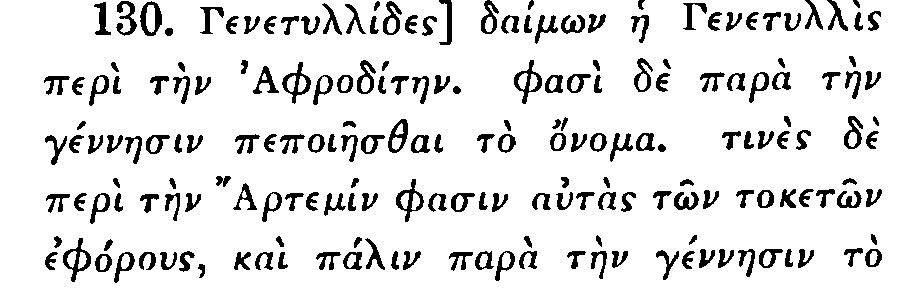 130. Γενετυλλίδες] δαίμων ἡ Γενετυλλὶς
περὶ τὴν Ἀφροδίτην. φασὶ δὲ παρὰ τὴν
γέννησιν πεποιῆσθαι τὸ ὄνομα. τινὲς δὲ
περὶ τὴν Ἄρτεμίν φασιν αὐτὰς τῶν τοκετῶν
ἐφόρους, καὶ πάλιν παρὰ τὴν γέννησιν τὸ